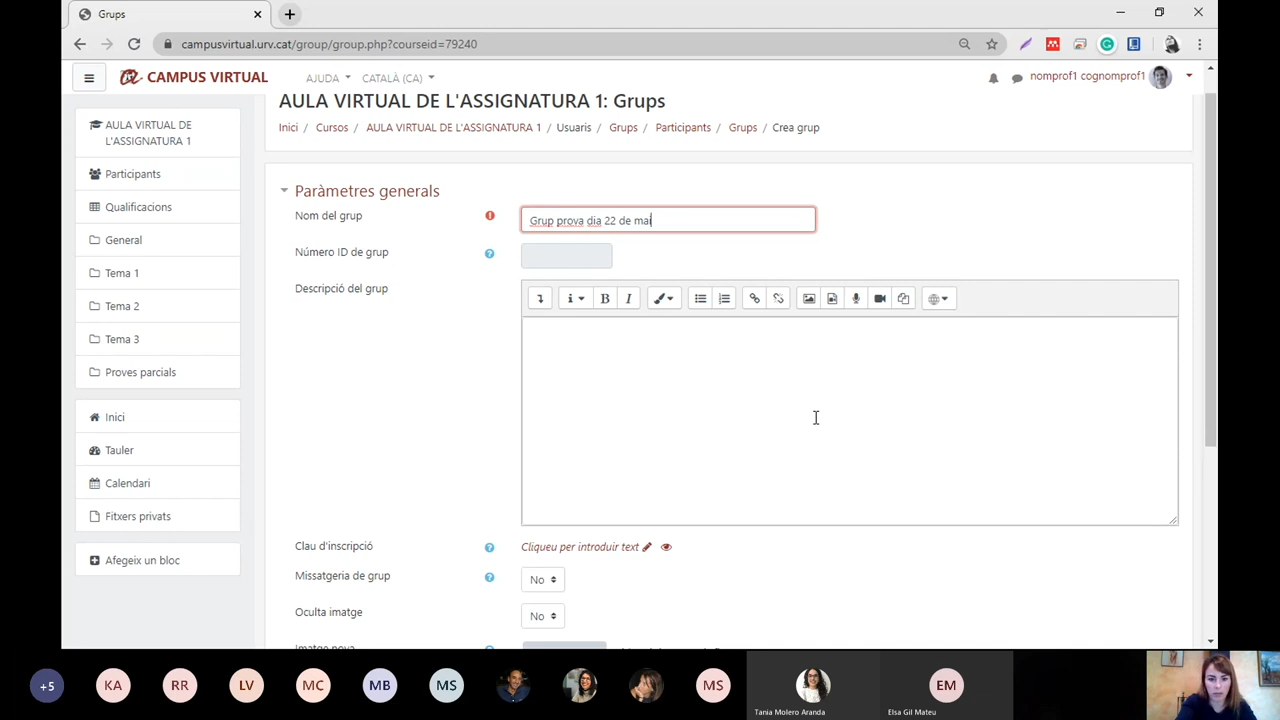 Grups
campusvirtual.urv.cat/group/group.php?courseid=79240
CAMPUS VIRTUAL
AJUDA
CATALÀ (CA)
nomprof1 cognomprof1
AULA VIRTUAL DE L'ASSIGNATURA 1
Participants
Qualificacions
General
Tema 1
Tema 2
Tema 3
Proves parcials
Inici
Tauler
Calendari
Fitxers privats
Afegeix un bloc
AULA VIRTUAL DE L'ASSIGNATURA 1: Grups
Inici / Cursos / AULA VIRTUAL DE L'ASSIGNATURA 1 / Usuaris / Grups / Participants / Grups / Crea grup
Paràmetres generals
Nom del grup
Grup prova dia 22 de mai
Número ID de grup
Descripció del grup
Clau d'inscripció
Cliqueu per introduir text
Missatgeria de grup
No
Oculta imatge
No
Imatge nova
+5
KA
RR
LV
MC
MB
MS
MS
Tania Molero Aranda
EM
Elsa Gil Mateu